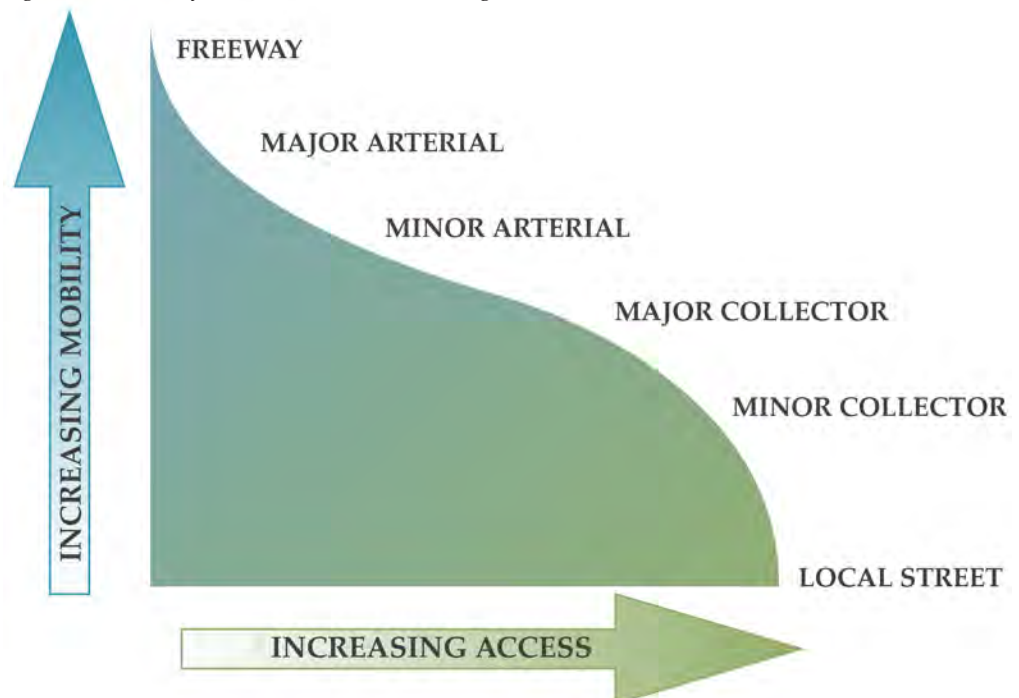 FREEWAY
MAJOR ARTERIAL
MINOR ARTERIAL
MAJOR COLLECTOR
MINOR COLLECTOR
LOCAL STREET
INCREASING MOBILITY
INCREASING ACCESS